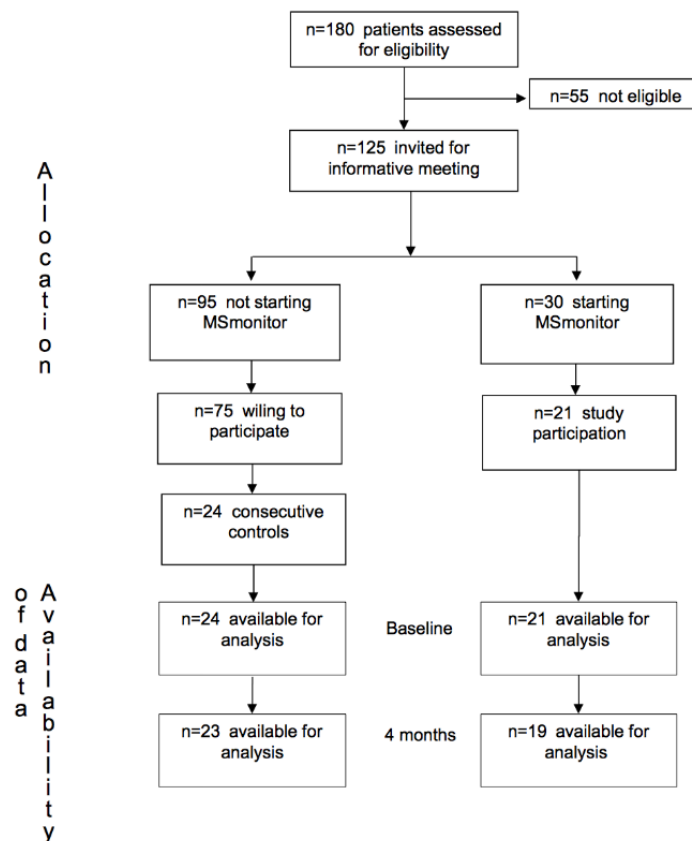 n=180 patients assessed
for eligibility
n=55 not eligible
n=125 invited for
informative meeting
Allocation
n=95 not starting
MSmonitor
n=30 starting
MSmonitor
n=75 wiling to
participate
n=21 study
participation
n=24 consecutive
controls
Availability
of data
n=24 available for
analysis
Baseline
n=21 available for
analysis
n=23 available for
analysis
4 months
n=19 available for
analysis